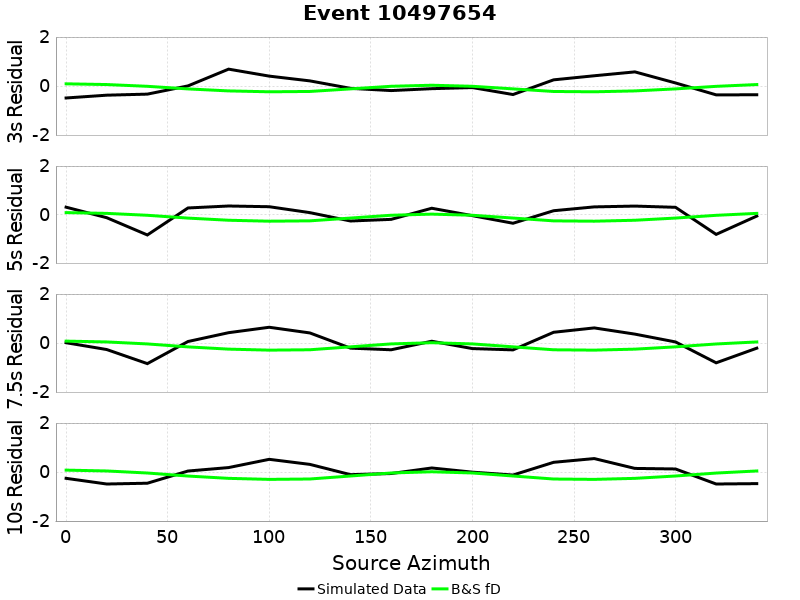 Event 10497654
3s Residual
2
0
-2
5s Residual
2
0
-2
7.5s Residual
2
0
-2
10s Residual
2
0
-2
0 50 100 150 200 250 300
Source Azimuth
Simulated Data B&S fD